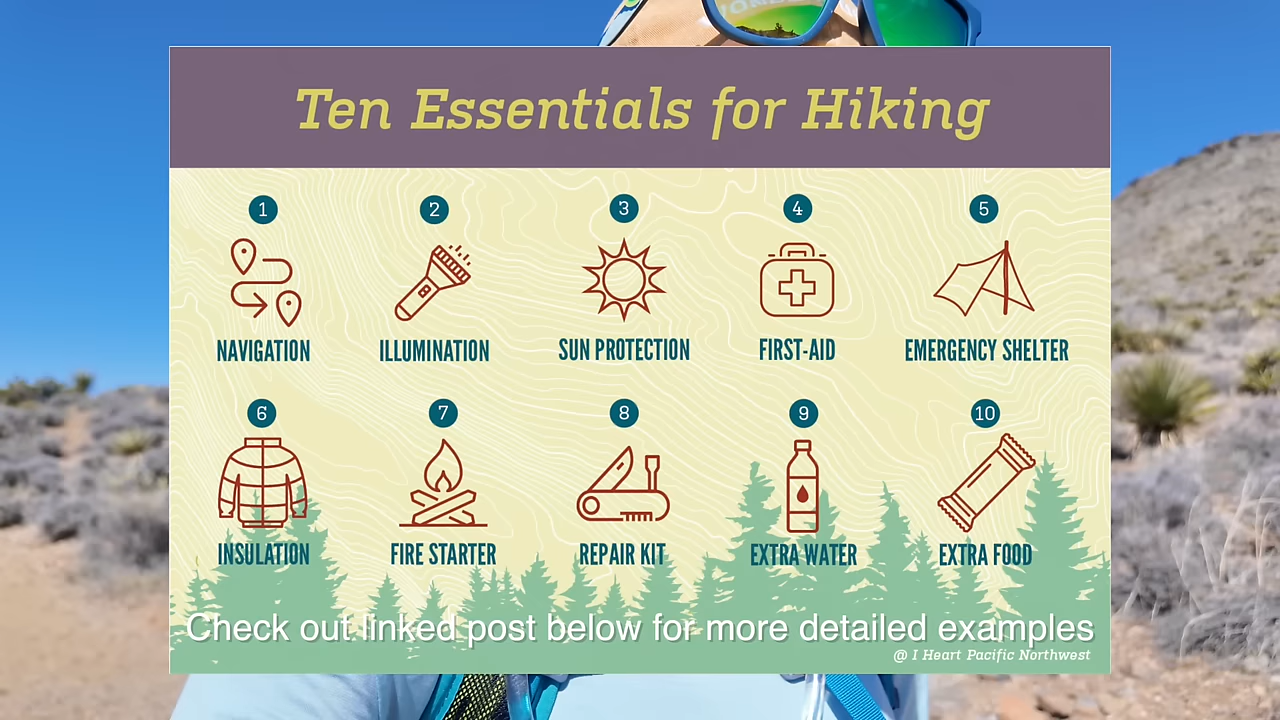 Ten Essentials for Hiking
1 2 3 4 5
NAVIGATION ILLUMINATION SUN PROTECTION FIRST-AID EMERGENCY SHELTER
6 7 8 9 10
INSULATION FIRE STARTER REPAIR KIT EXTRA WATER EXTRA FOOD
Check out linked post below for more detailed examples
@ I Heart Pacific Northwest